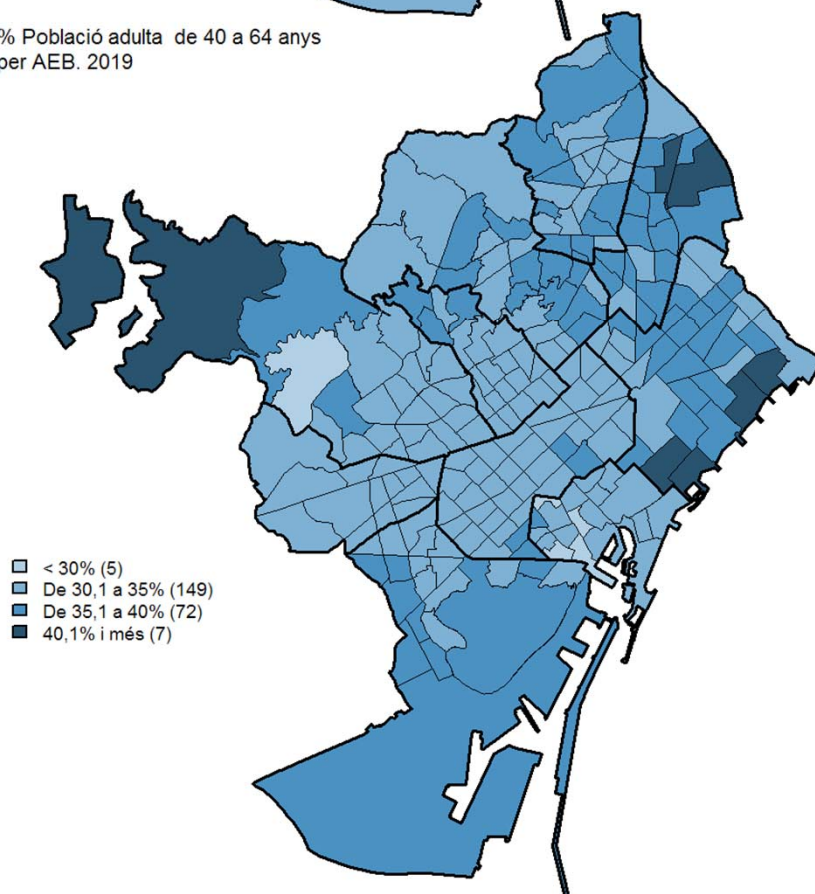 % Població adulta de 40 a 64 anys
per AEB. 2019
< 30% (5)
De 30,1 a 35% (149)
De 35,1 a 40% (72)
40,1% i més (7)